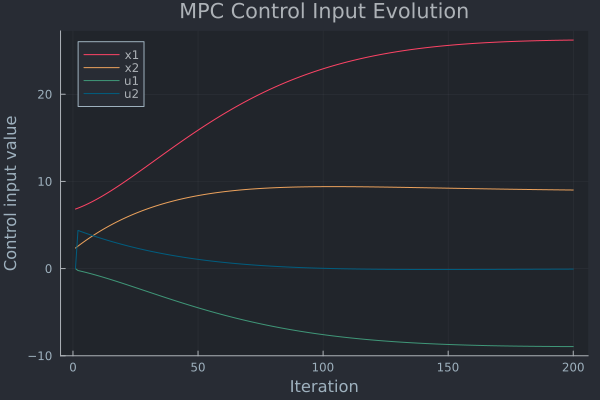 MPC Control Input Evolution
x1
x2
u1
u2
Control input value
20
10
0
−10
0
50
100
150
200
Iteration